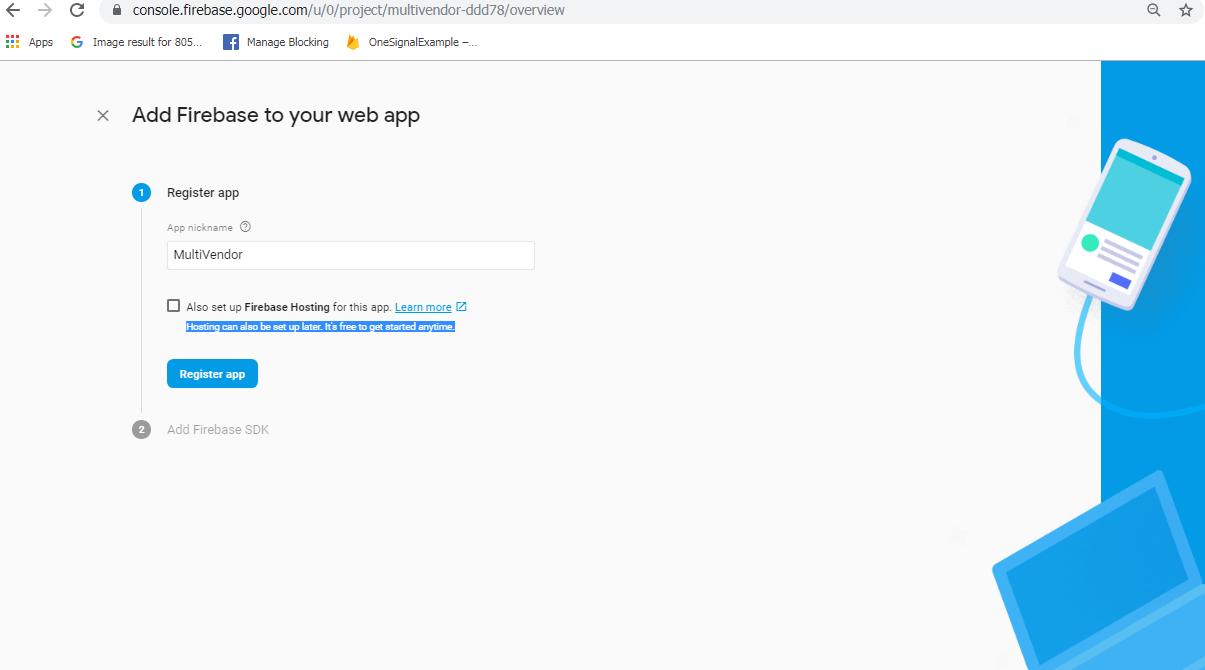 console.firebase.google.com/u/0/project/multivendor-ddd78/overview
Apps Image result for 805... Manage Blocking OneSignalExample –...
Add Firebase to your web app
1 Register app
App nickname
MultiVendor
Also set up Firebase Hosting for this app. Learn more
Hosting can also be set up later. It's free to get started anytime.
Register app
2 Add Firebase SDK